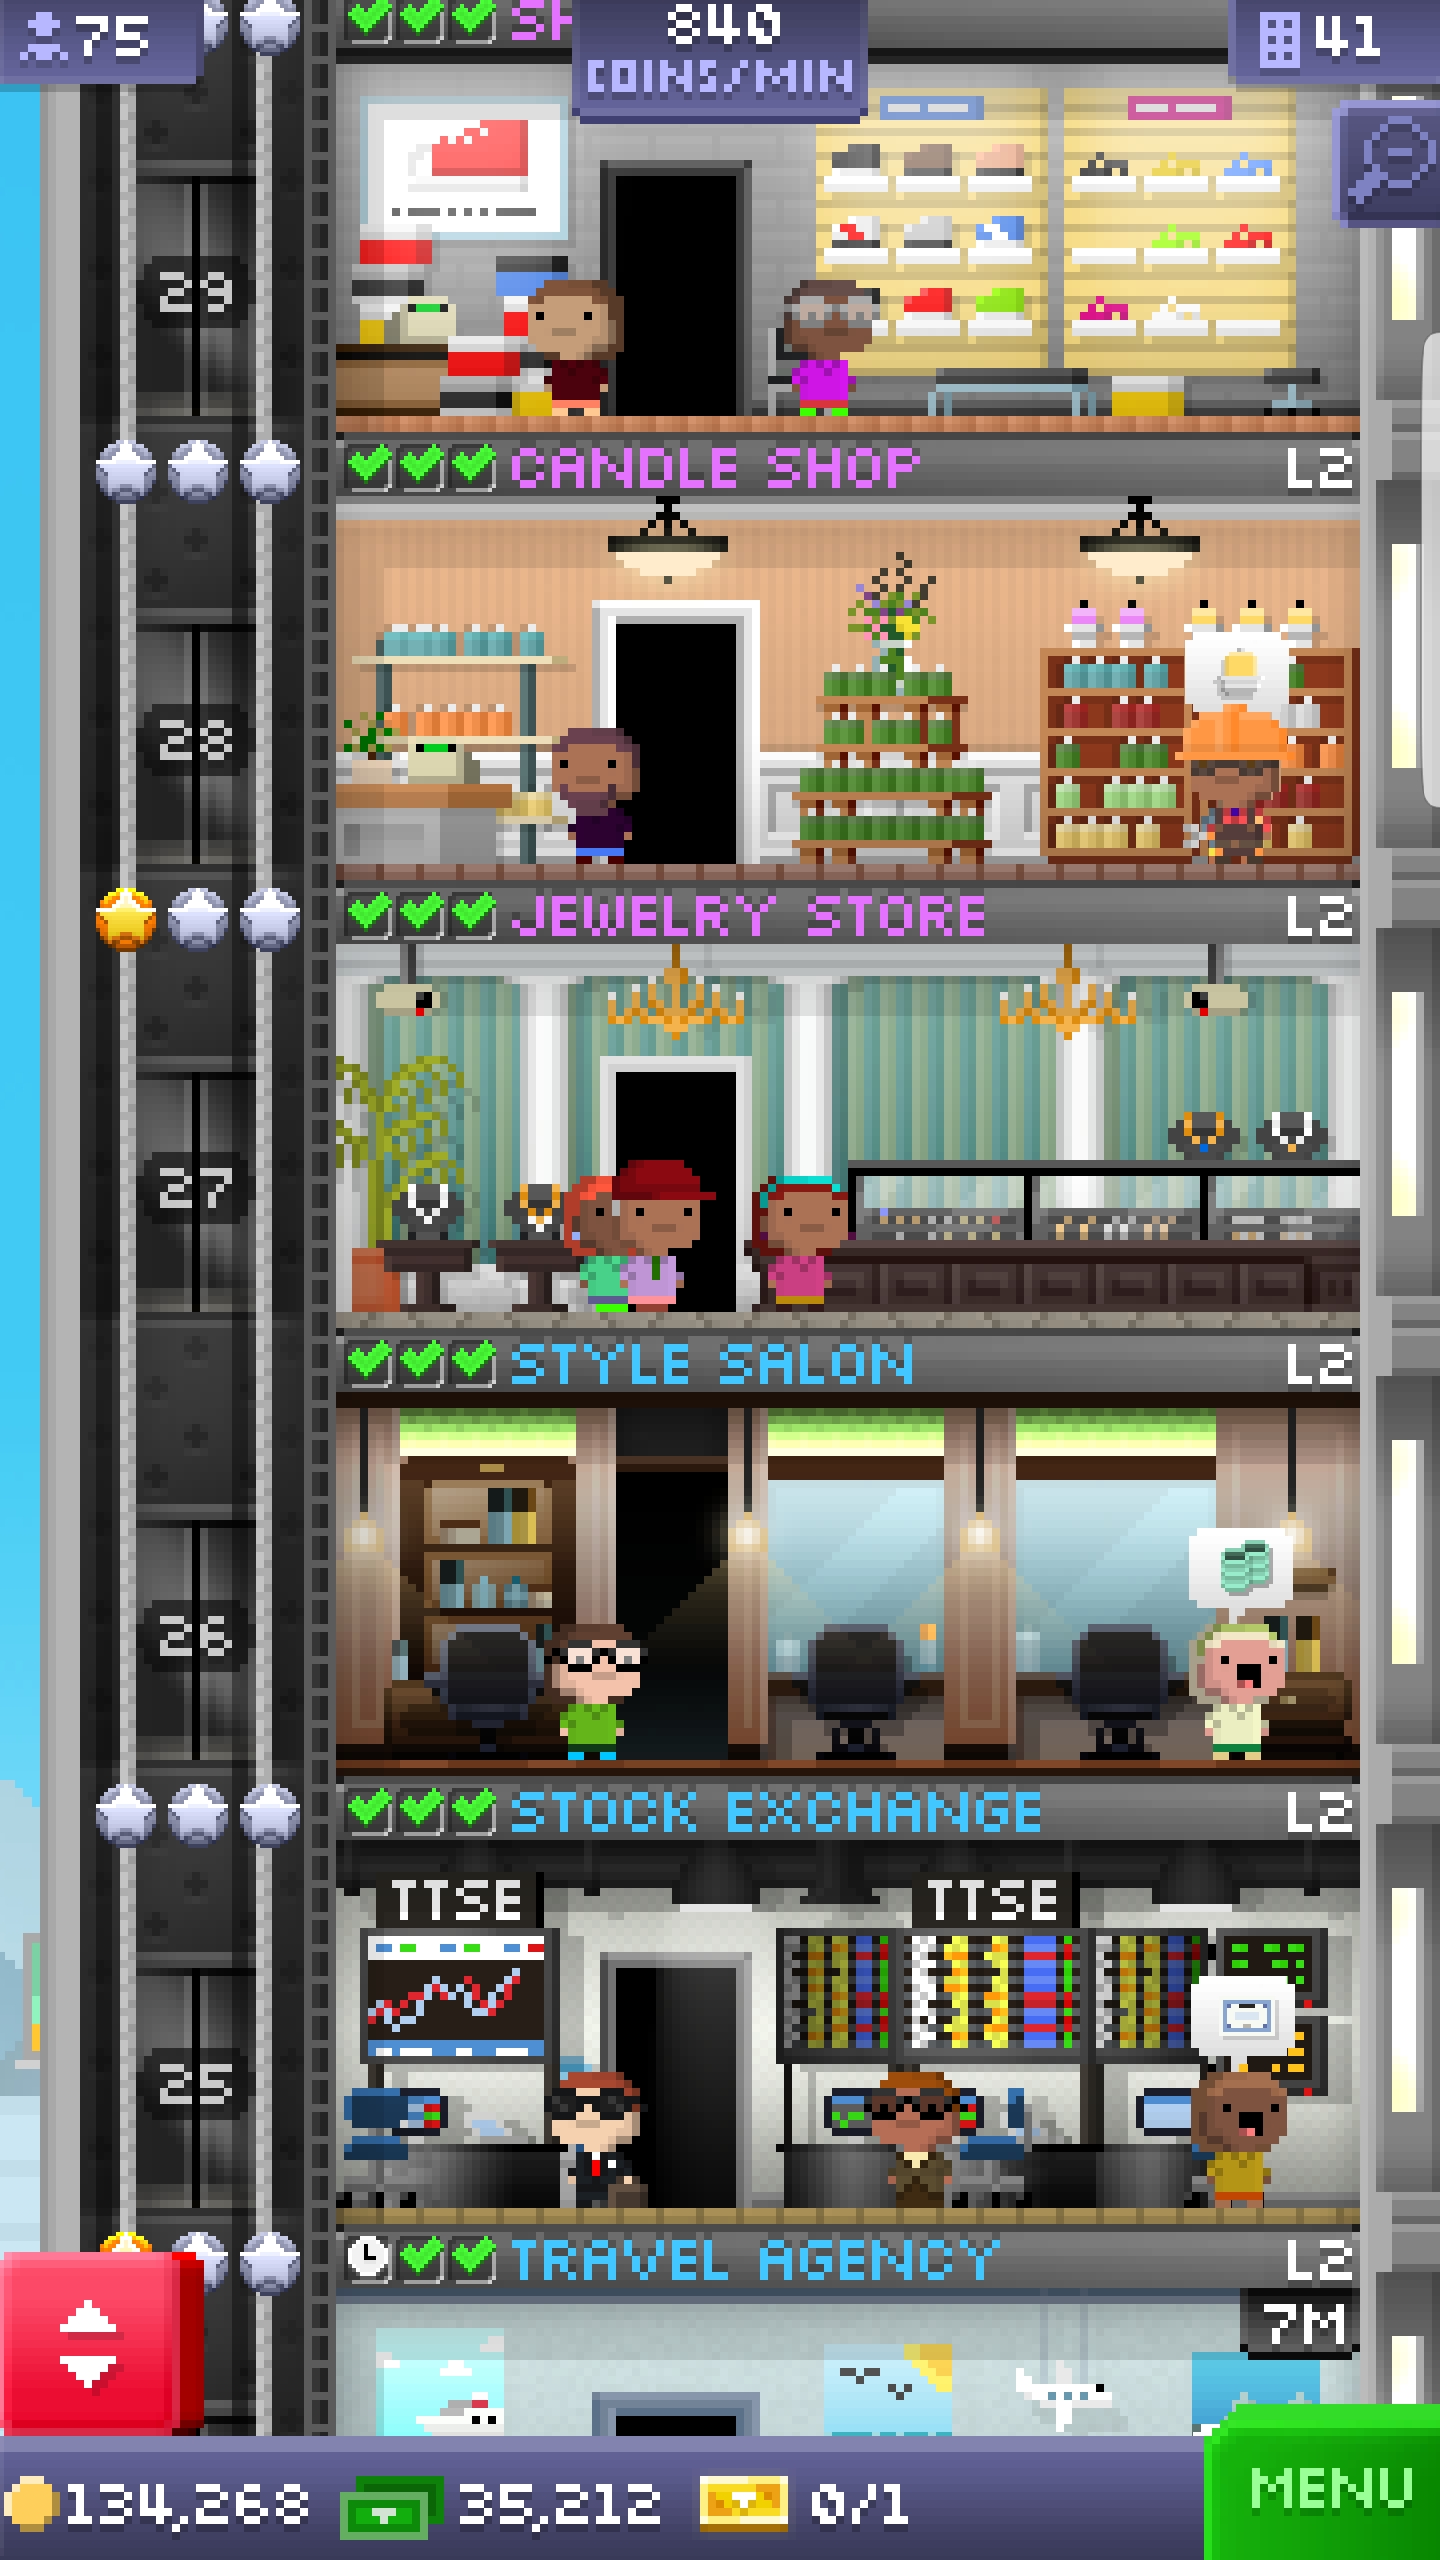 75
840
COINS/MIN
41
SH
29
CANDLE SHOP L2
28
JEWELRY STORE L2
27
STYLE SALON L2
26
STOCK EXCHANGE L2
TTSE TTSE
25
TRAVEL AGENCY L2
7M
134,268 35,212 0/1
MENU